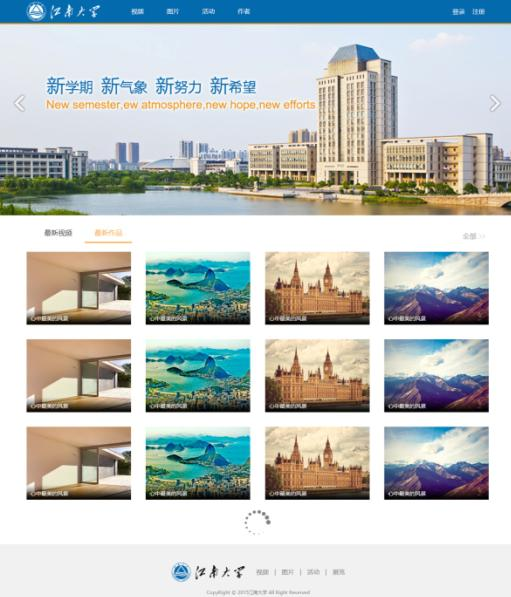 江南大学 视频 图片 活动 作者 登录 注册
新学期 新气象 新努力 新希望
New semester,ew atmosphere,new hope,new efforts
最新视频 最新作品 全部 >>
心中最美的风景 心中最美的风景 心中最美的风景 心中最美的风景
心中最美的风景 心中最美的风景 心中最美的风景 心中最美的风景
心中最美的风景 心中最美的风景 心中最美的风景 心中最美的风景
江南大学 视频 | 图片 | 活动 | 展览
CopyRight © 2015江南大学 All Right Reserved